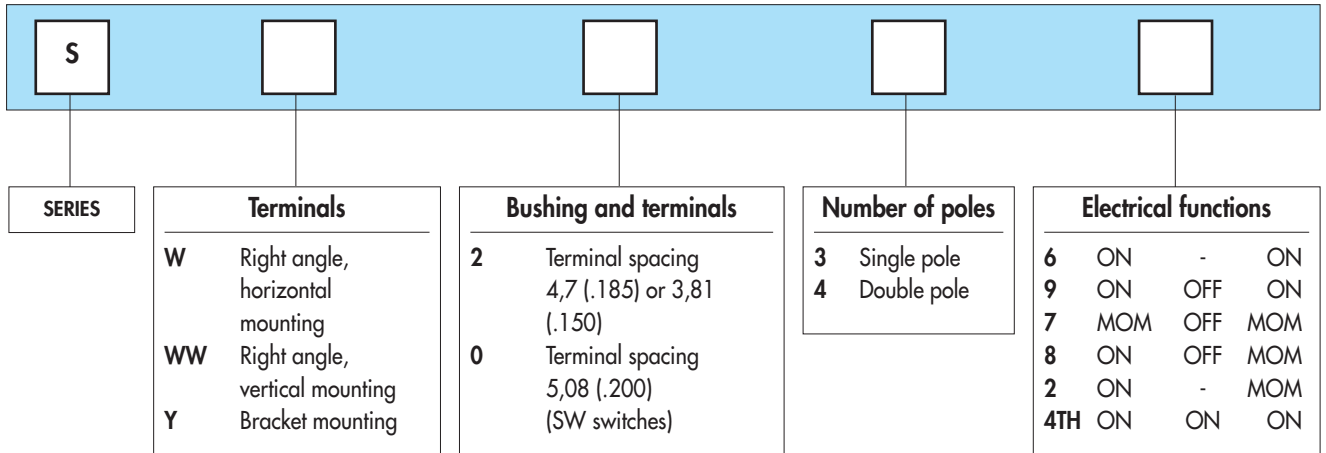 S
SERIES
Terminals
W Right angle,
horizontal
mounting
WW Right angle,
vertical mounting
Y Bracket mounting
Bushing and terminals
2 Terminal spacing
4,7 (.185) or 3,81
(.150)
0 Terminal spacing
5,08 (.200)
(SW switches)
Number of poles
3 Single pole
4 Double pole
Electrical functions
6 ON - ON
9 ON OFF ON
7 MOM OFF MOM
8 ON OFF MOM
2 ON - MOM
4TH ON ON ON